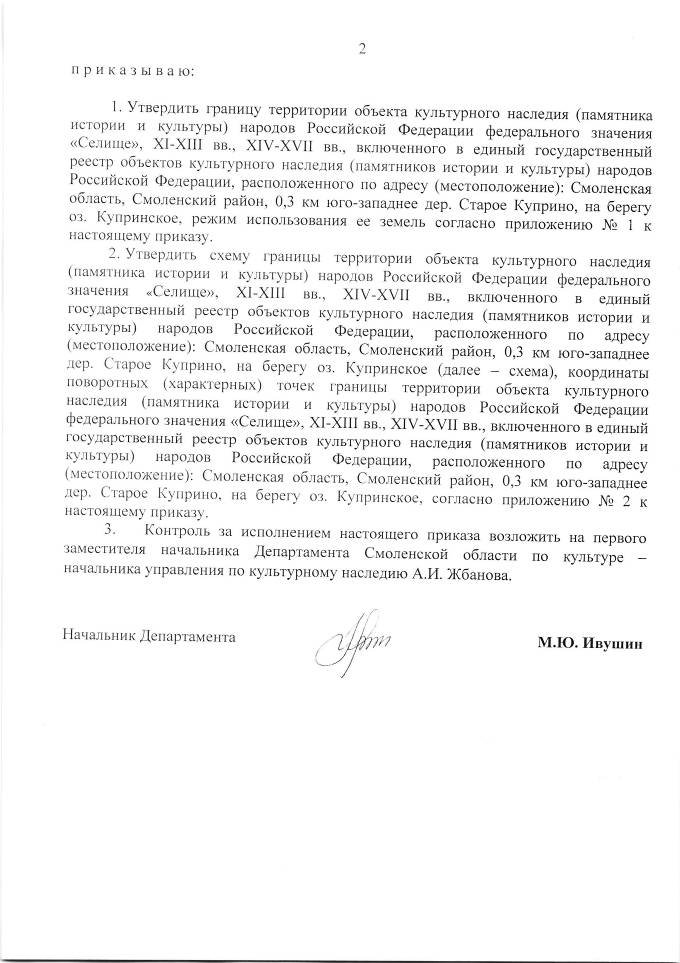 2
п р и к а з ы в а ю:
1. Утвердить границу территории объекта культурного наследия (памятника
истории и культуры) народов Российской Федерации федерального значения
«Селище», XI-XIII вв., XIV-XVII вв., включенного в единый государственный
реестр объектов культурного наследия (памятников истории и культуры) народов
Российской Федерации, расположенного по адресу (местоположение): Смоленская
область, Смоленский район, 0,3 км юго-западнее дер. Старое Куприно, на берегу
оз. Купринское, режим использования ее земель согласно приложению № 1 к
настоящему приказу.
2. Утвердить схему границы территории объекта культурного наследия
(памятника истории и культуры) народов Российской Федерации федерального
значения «Селище», XI-XIII вв., XIV-XVII вв., включенного в единый
государственный реестр объектов культурного наследия (памятников истории и
культуры) народов Российской Федерации, расположенного по адресу
(местоположение): Смоленская область, Смоленский район, 0,3 км юго-западнее
дер. Старое Куприно, на берегу оз. Купринское (далее – схема), координаты
поворотных (характерных) точек границы территории объекта культурного
наследия (памятника истории и культуры) народов Российской Федерации
федерального значения «Селище», XI-XIII вв., XIV-XVII вв., включенного в единый
государственный реестр объектов культурного наследия (памятников истории и
культуры) народов Российской Федерации, расположенного по адресу
(местоположение): Смоленская область, Смоленский район, 0,3 км юго-западнее
дер. Старое Куприно, на берегу оз. Купринское, согласно приложению № 2 к
настоящему приказу.
3. Контроль за исполнением настоящего приказа возложить на первого
заместителя начальника Департамента Смоленской области по культуре –
начальника управления по культурному наследию А.И. Жбанова.
Начальник Департамента
М.Ю. Ивушин